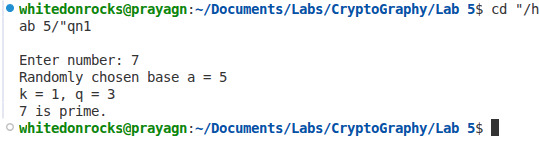 whitedonrocks@prayagn:~/Documents/Labs/CryptoGraphy/Lab 5$ cd "/h
ab 5/"qn1
Enter number: 7
Randomly chosen base a = 5
k = 1, q = 3
7 is prime.
whitedonrocks@prayagn:~/Documents/Labs/CryptoGraphy/Lab 5$